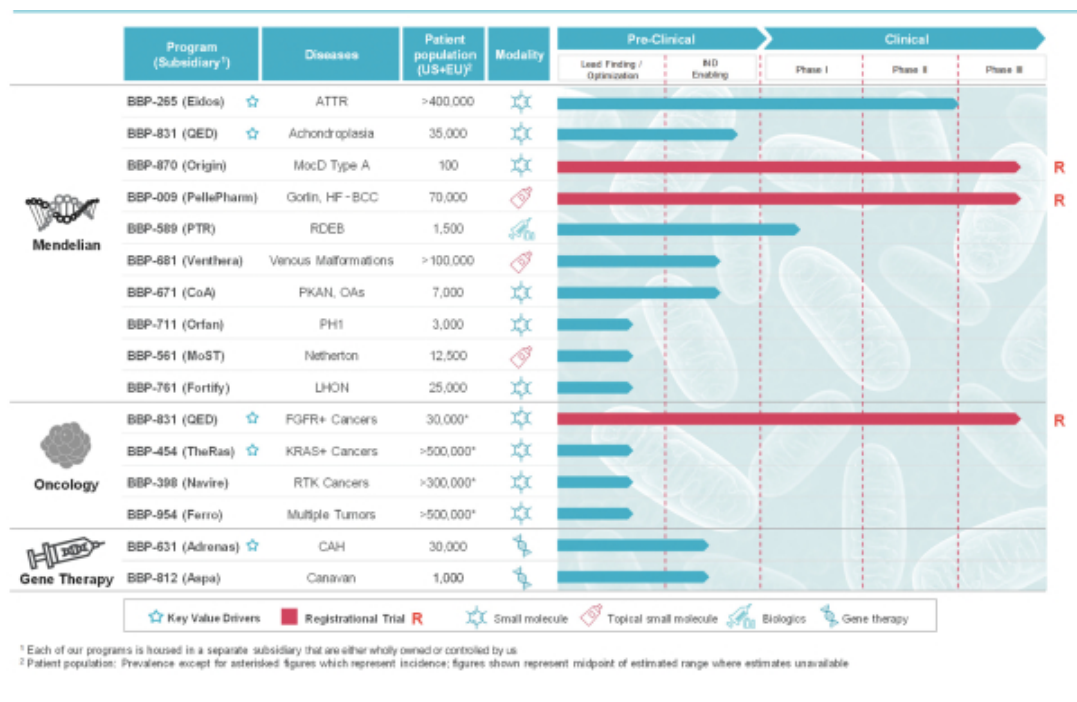 Program (Subsidiary¹) Diseases Patient population (US+EU)² Modality Pre-Clinical Clinical
Lead Finding / Optimization IND Enabling Phase I Phase II Phase III
Mendelian
BBP-265 (Eidos) ATTR >400,000
BBP-831 (QED) Achondroplasia 35,000
BBP-870 (Origin) MocD Type A 100 R
BBP-009 (PellePharm) Gorlin, HF-BCC 70,000 R
BBP-589 (PTR) RDEB 1,500
BBP-681 (Venthera) Venous Malformations >100,000
BBP-671 (CoA) PKAN, OAs 7,000
BBP-711 (Orfan) PH1 3,000
BBP-561 (MoST) Netherton 12,500
BBP-761 (Fortify) LHON 25,000
Oncology
BBP-831 (QED) FGFR+ Cancers 30,000* R
BBP-454 (TheRas) KRAS+ Cancers >500,000*
BBP-398 (Navire) RTK Cancers >300,000*
BBP-954 (Ferro) Multiple Tumors >500,000*
Gene Therapy
BBP-631 (Adrenas) CAH 30,000
BBP-812 (Aspa) Canavan 1,000
Key Value Drivers Registrational Trial R Small molecule Topical small molecule Biologics Gene therapy
¹ Each of our programs is housed in a separate subsidiary that are either wholly owned or controlled by us
² Patient population: Prevalence except for asterisked figures which represent incidence; figures shown represent midpoint of estimated range where estimates unavailable